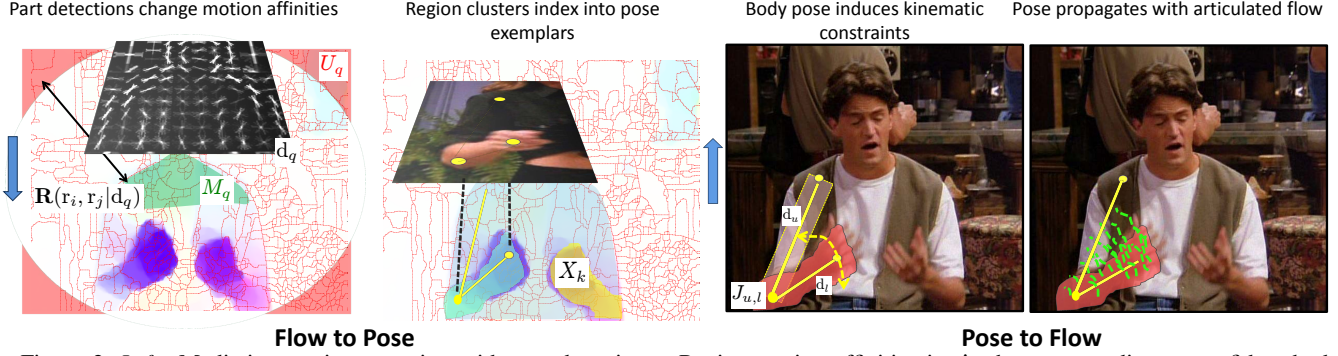 Part detections change motion affinities
Region clusters index into pose
exemplars
Body pose induces kinematic
constraints
Pose propagates with articulated flow
U_q
d_q
M_q
R(r_i, r_j|d_q)
X_k
d_u
d_l
J_{u,l}
Flow to Pose
Pose to Flow